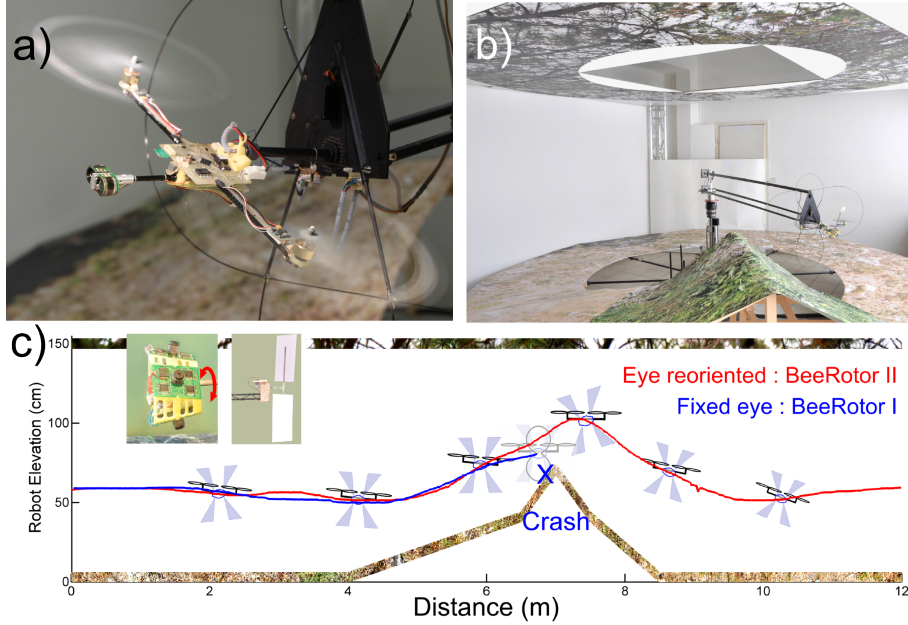 a)
b)
c)
150
100
50
0
Robot Elevation (cm)
Eye reoriented : BeeRotor II
Fixed eye : BeeRotor I
X
Crash
0
2
4
6
8
10
12
Distance (m)